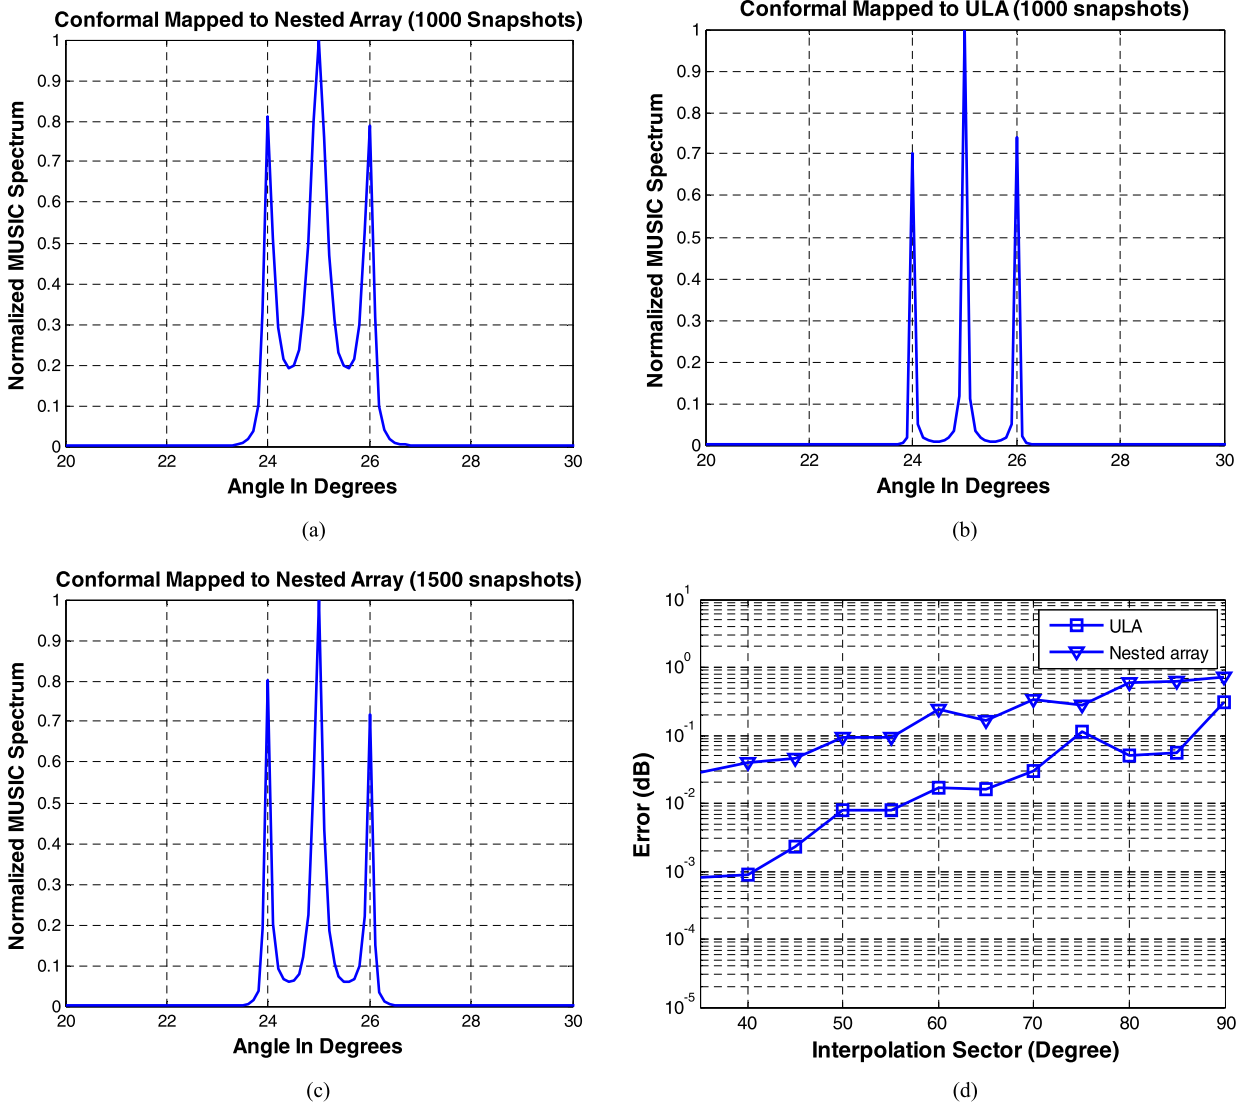 Conformal Mapped to Nested Array (1000 Snapshots)
Normalized MUSIC Spectrum
1
0.9
0.8
0.7
0.6
0.5
0.4
0.3
0.2
0.1
0
20 22 24 26 28 30
Angle In Degrees
(a)
Conformal Mapped to ULA (1000 snapshots)
Normalized MUSIC Spectrum
1
0.9
0.8
0.7
0.6
0.5
0.4
0.3
0.2
0.1
0
20 22 24 26 28 30
Angle In Degrees
(b)
Conformal Mapped to Nested Array (1500 snapshots)
Normalized MUSIC Spectrum
1
0.9
0.8
0.7
0.6
0.5
0.4
0.3
0.2
0.1
0
20 22 24 26 28 30
Angle In Degrees
(c)
Error (dB)
10^1
10^0
10^-1
10^-2
10^-3
10^-4
10^-5
ULA
Nested array
40 50 60 70 80 90
Interpolation Sector (Degree)
(d)